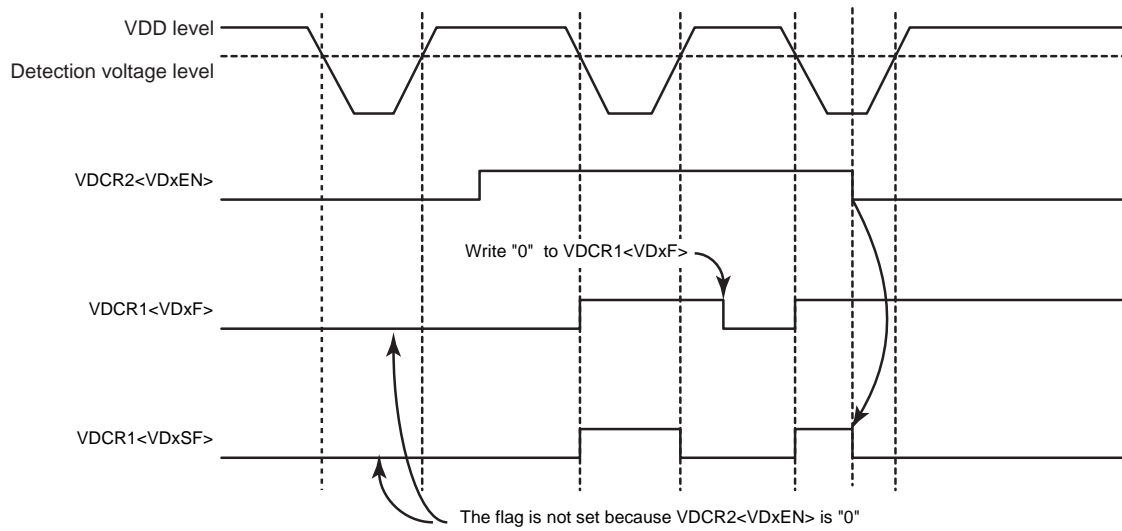 VDD level
Detection voltage level
VDCR2<VDxEN>
Write "0" to VDCR1<VDxF>
VDCR1<VDxF>
VDCR1<VDxSF>
The flag is not set because VDCR2<VDxEN> is "0"